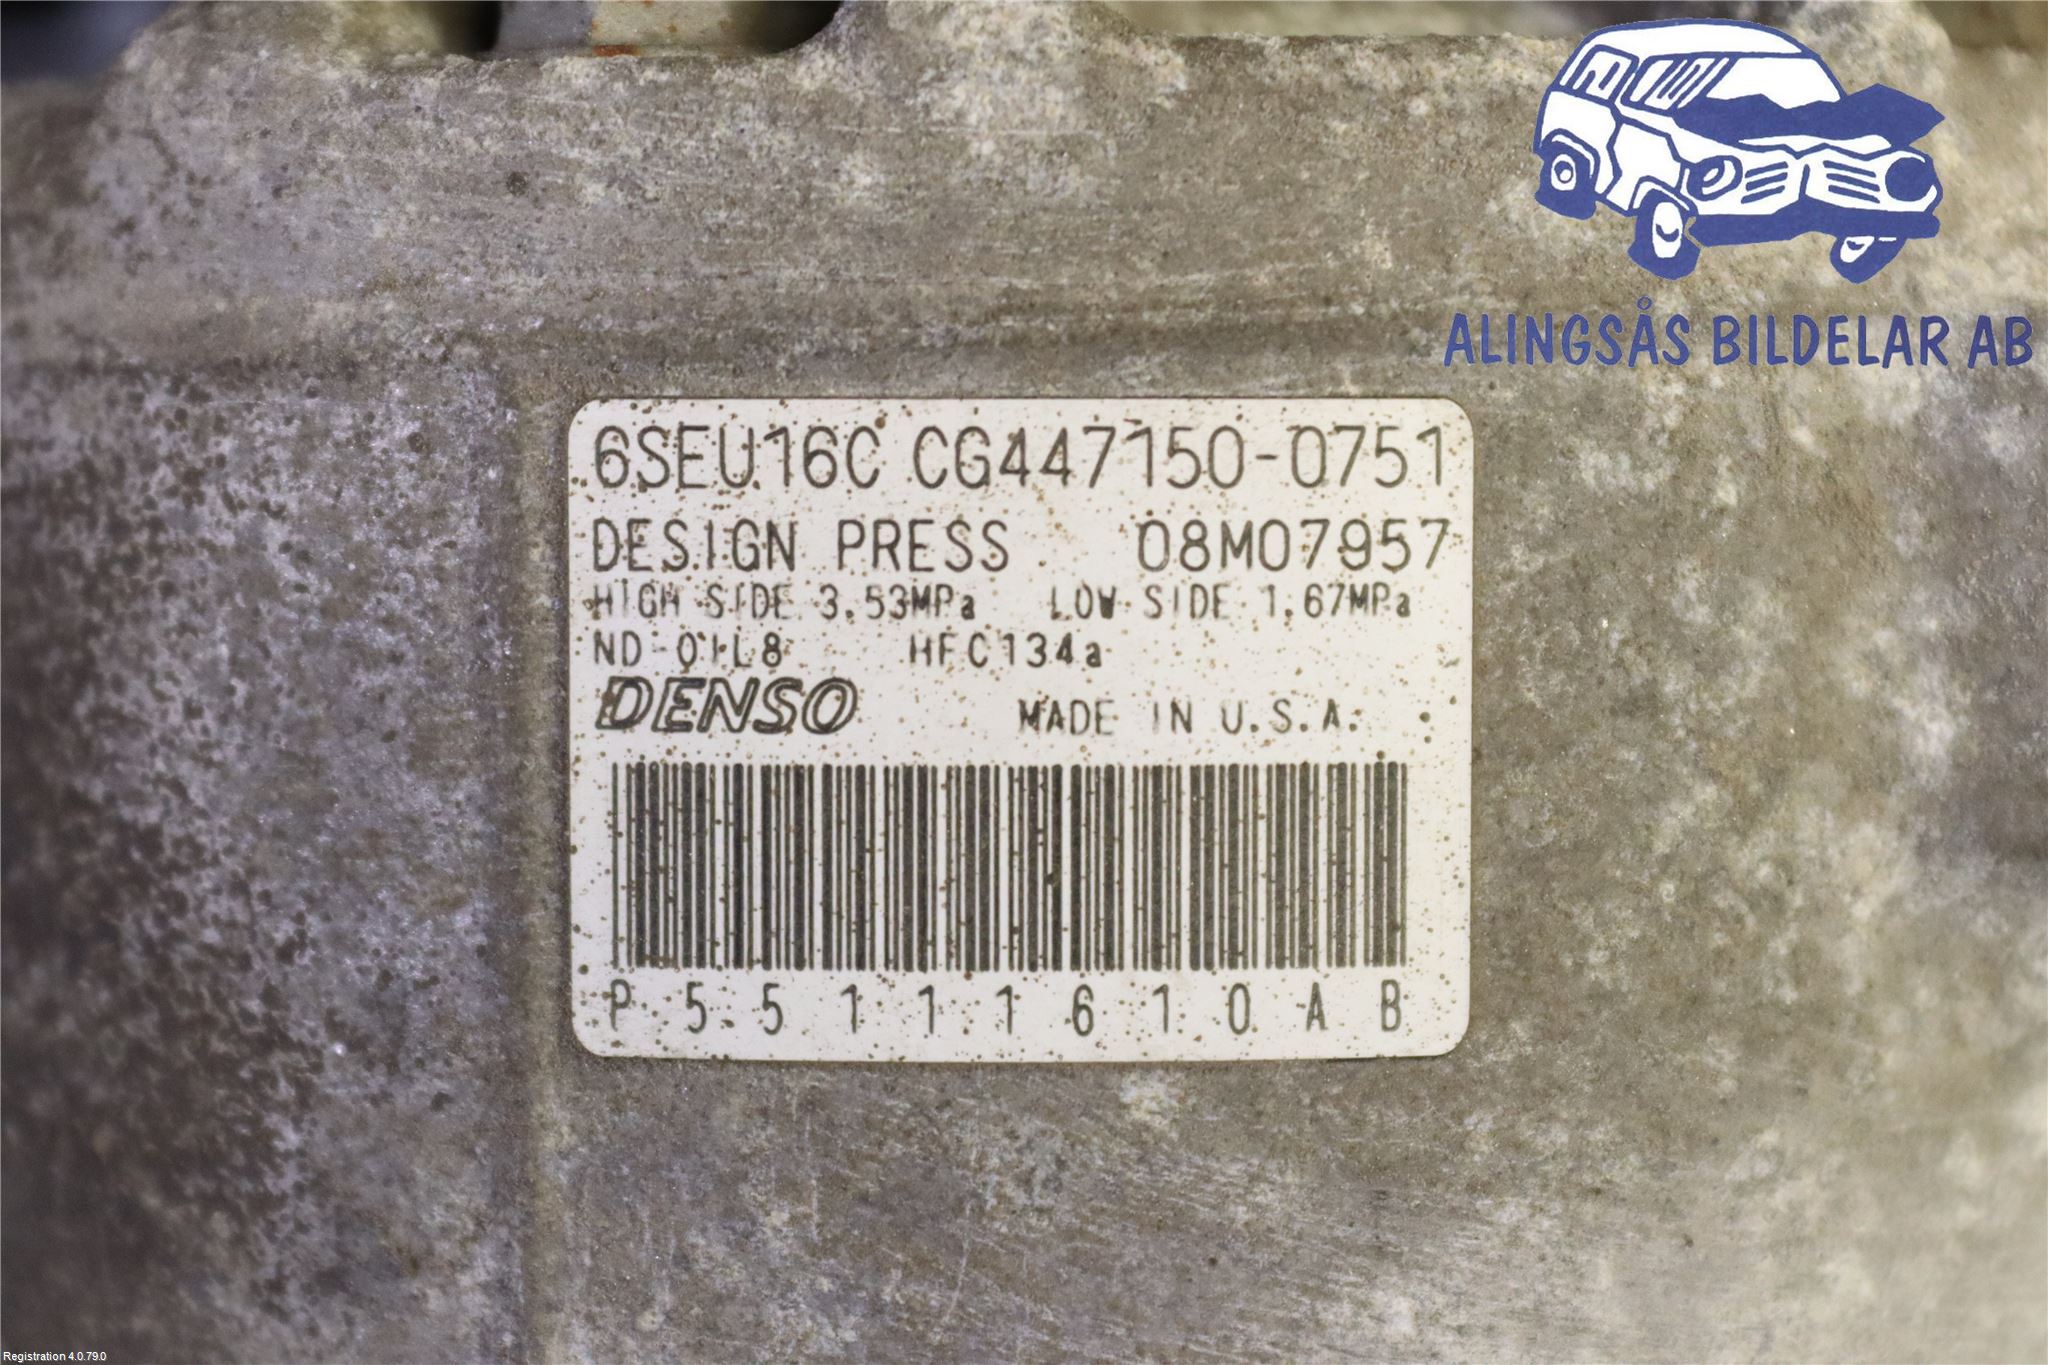 ALINGSÅS BILDELAR AB
6SEU16C CG447150-0751
DESIGN PRESS 08M07957
HIGH SIDE 3.53MPa LOW SIDE 1.67MPa
ND-OIL8 HFC134a
DENSO MADE IN U.S.A.
P55111610AB
Registration 4.0.79.0